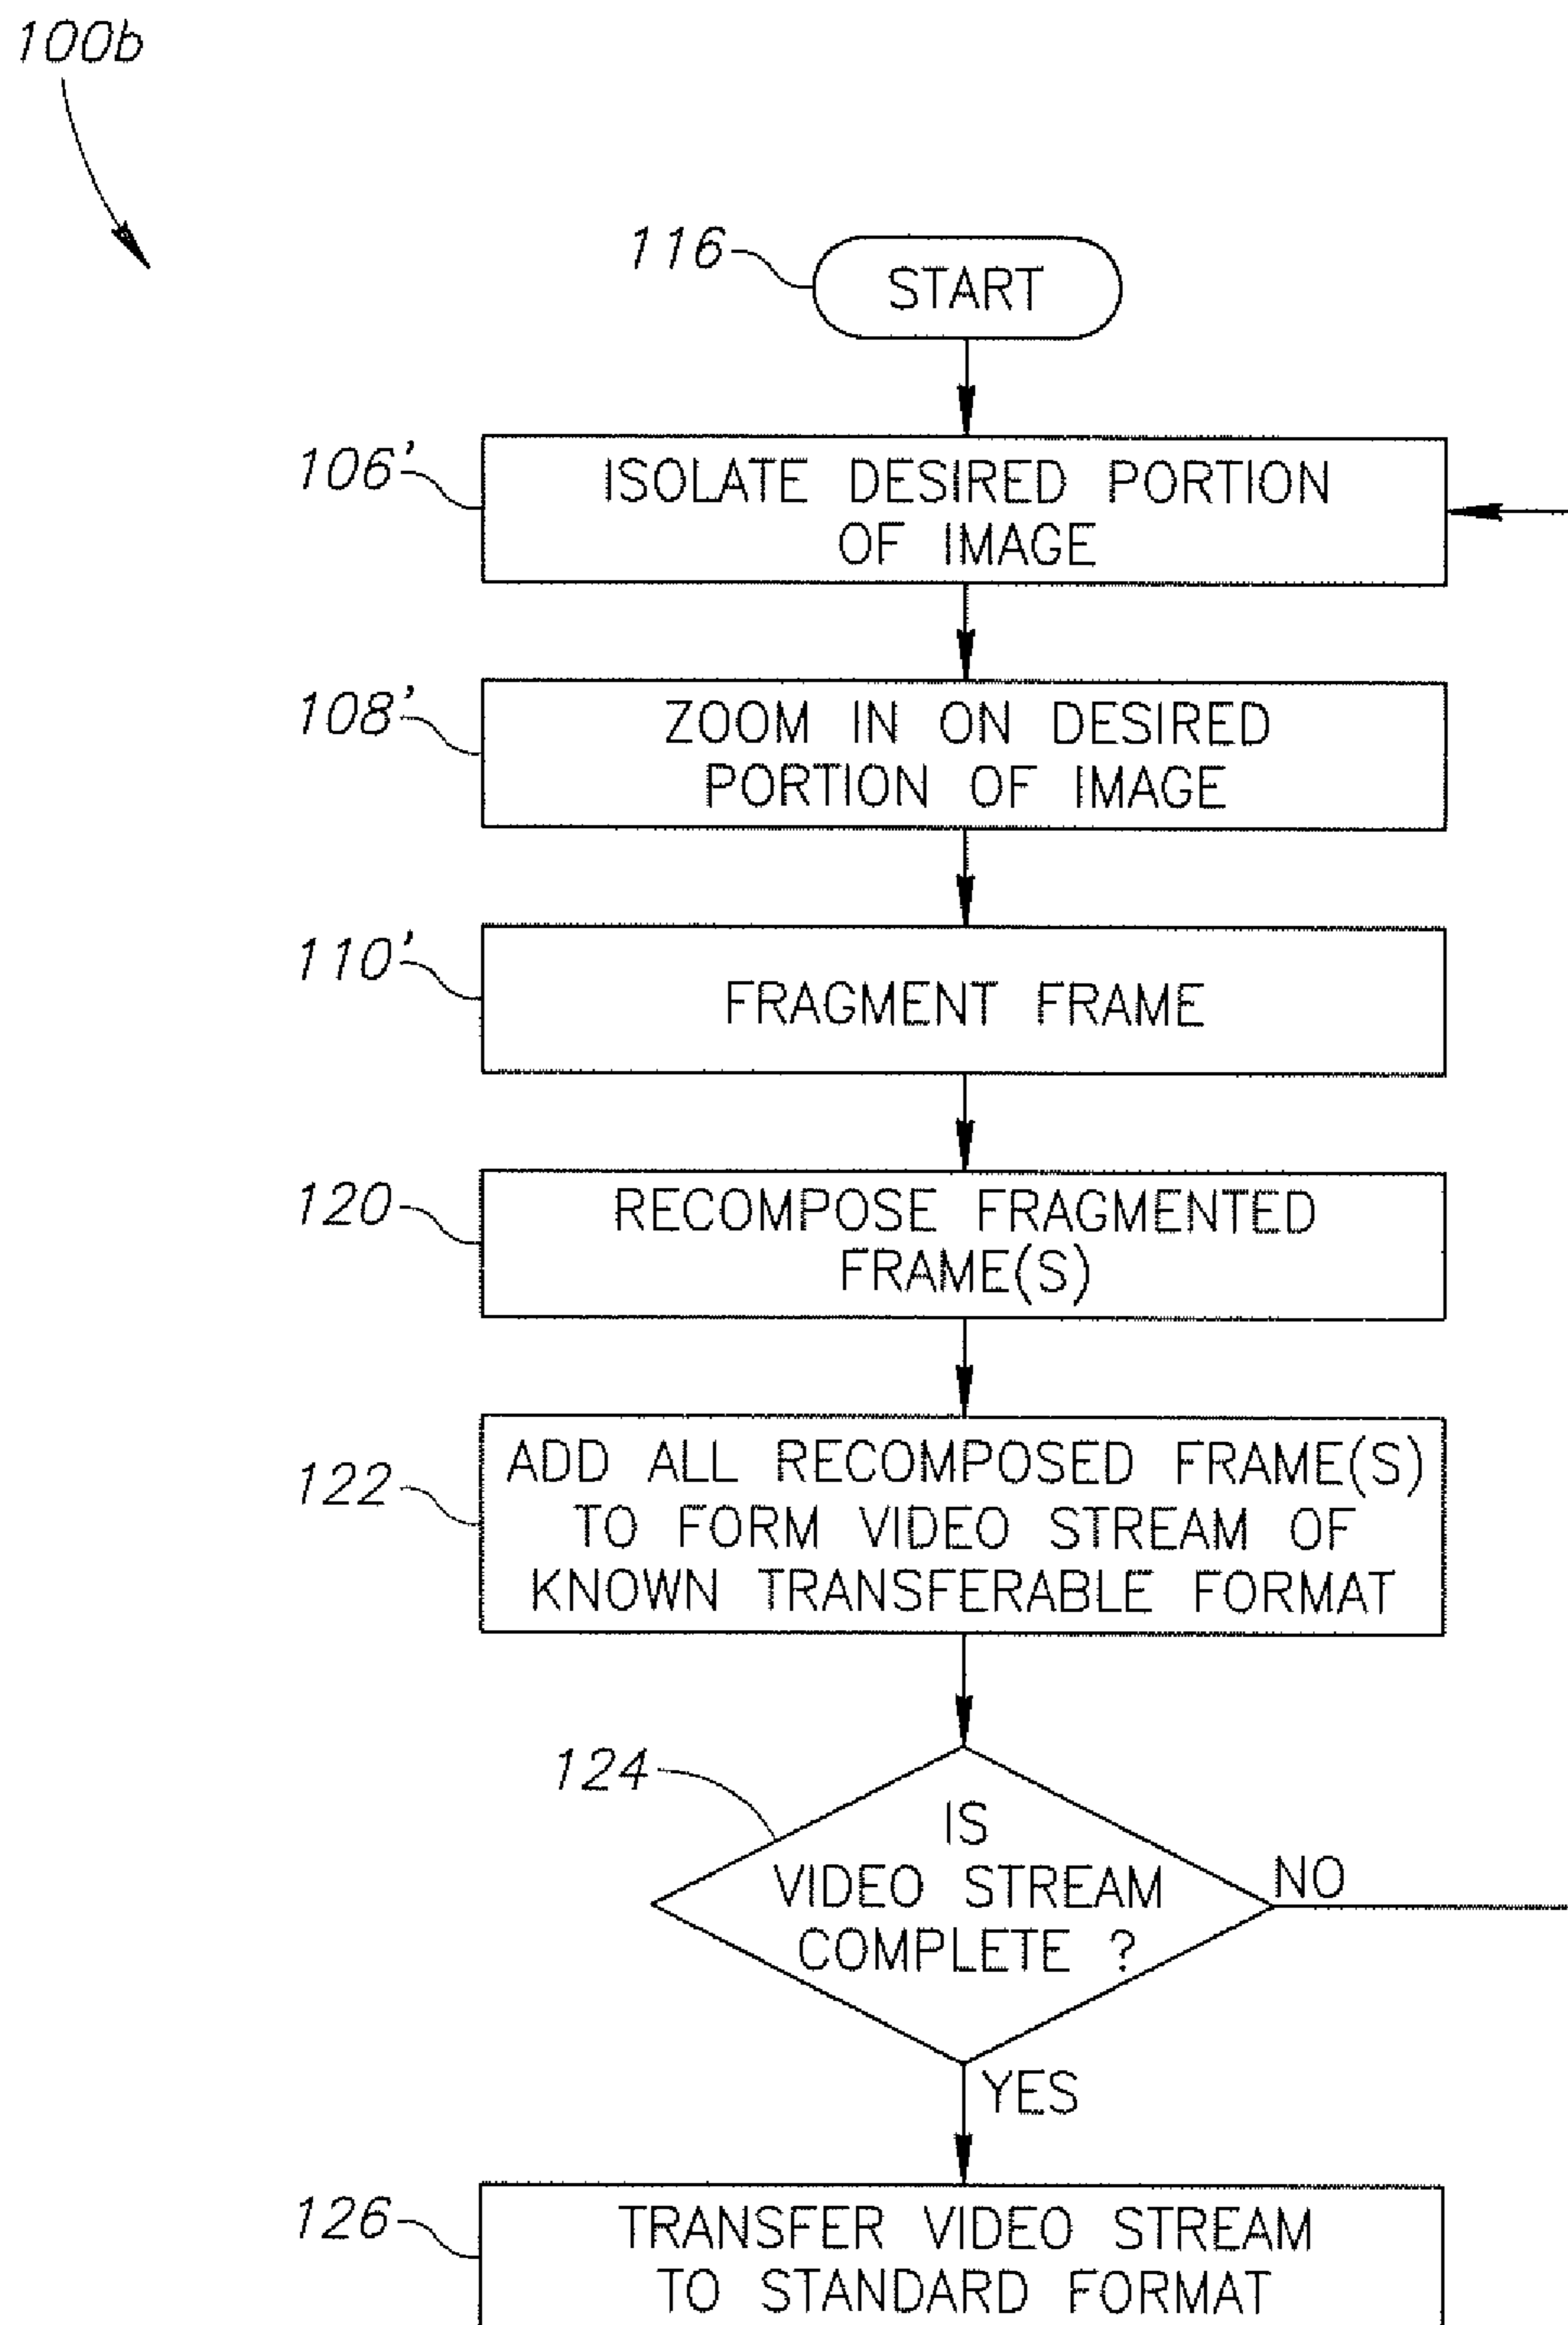 100b
116
START
106'
ISOLATE DESIRED PORTION
OF IMAGE
108'
ZOOM IN ON DESIRED
PORTION OF IMAGE
110'
FRAGMENT FRAME
120
RECOMPOSE FRAGMENTED
FRAME(S)
122
ADD ALL RECOMPOSED FRAME(S)
TO FORM VIDEO STREAM OF
KNOWN TRANSFERABLE FORMAT
124
IS
VIDEO STREAM
COMPLETE ?
NO
YES
126
TRANSFER VIDEO STREAM
TO STANDARD FORMAT